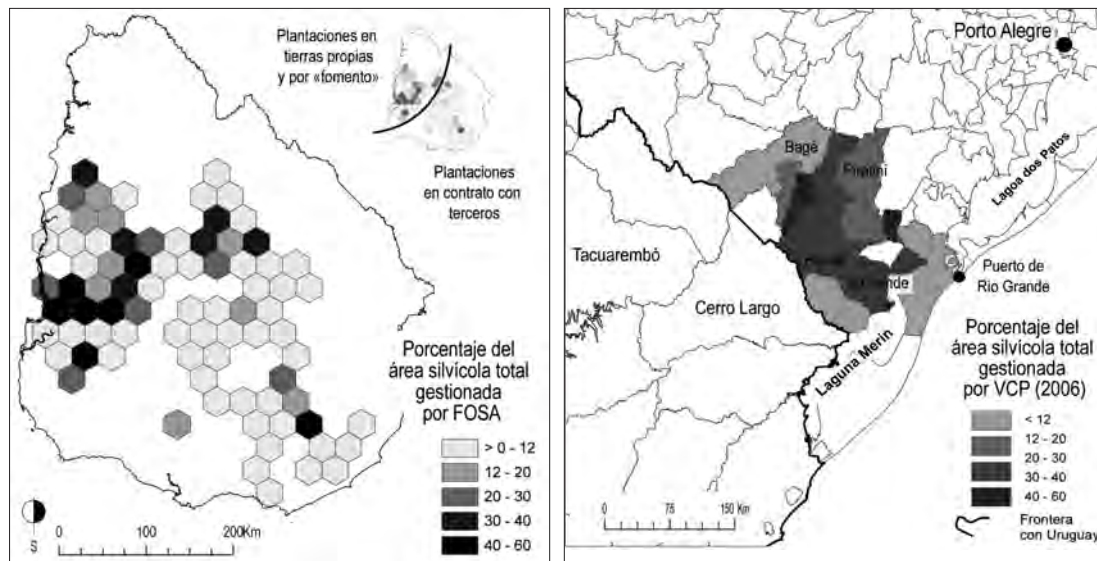 Plantaciones en
tierras propias
y por «fomento»
Plantaciones
en contrato con
terceros
Porcentaje del
área silvícola total
gestionada
por FOSA
> 0 - 12
12 - 20
20 - 30
30 - 40
40 - 60
S
0 100 200Km
Porto Alegre
Bagé
Piratini
Lagoa dos Patos
Tacuarembó
Puerto de
Rio Grande
Cerro Largo
Laguna Merín
Porcentaje del
área silvícola total
gestionada
por VCP (2006)
< 12
12 - 20
20 - 30
30 - 40
40 - 60
0 75 150 Km
Frontera
con Uruguay